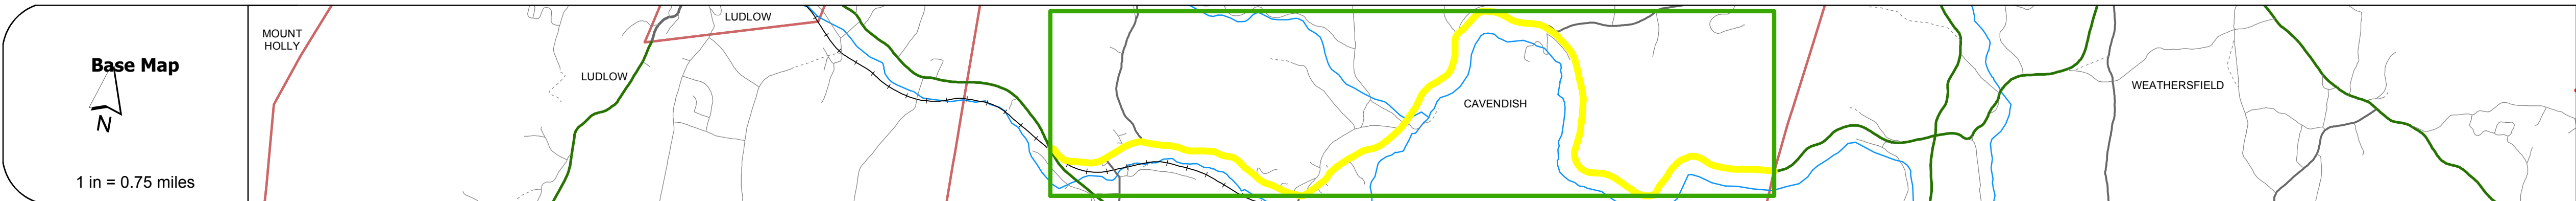 Base Map
N
1 in = 0.75 miles
MOUNT
HOLLY
LUDLOW
LUDLOW
CAVENDISH
WEATHERSFIELD